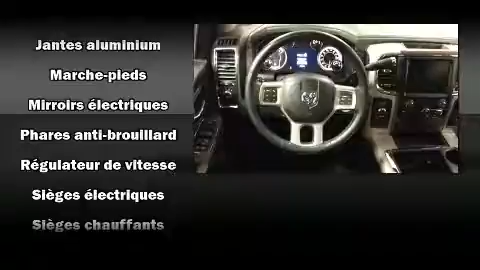 Jantes aluminium
Marche-pieds
Mirroirs électriques
Phares anti-brouillard
Régulateur de vitesse
Sièges électriques
Sièges chauffants